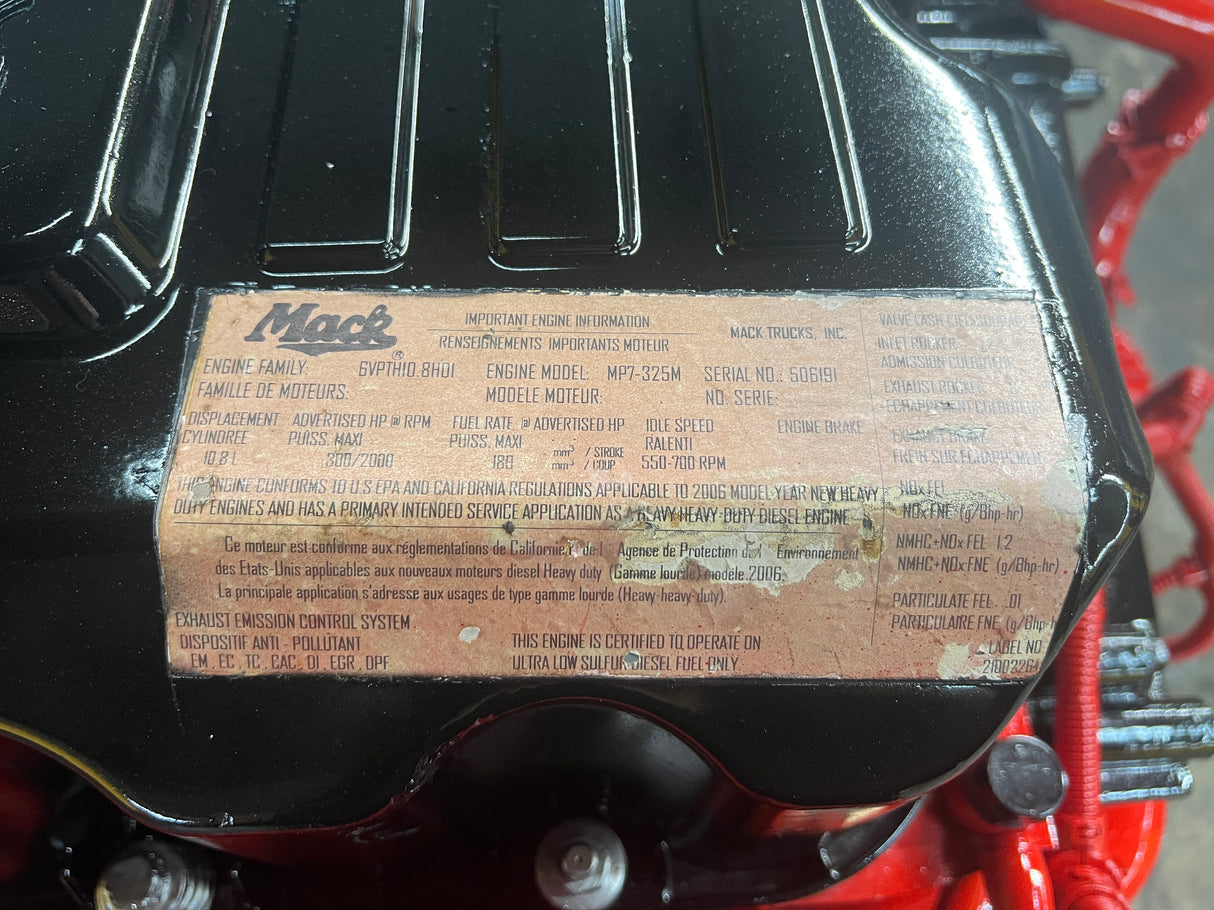 Mack
®
IMPORTANT ENGINE INFORMATION
RENSEIGNEMENTS IMPORTANTS MOTEUR
MACK TRUCKS, INC.
ENGINE FAMILY: 6VPTH10.8H01 ENGINE MODEL: MP7-325M SERIAL NO.: 506191
FAMILLE DE MOTEURS: MODÈLE MOTEUR: NO. SERIE:
DISPLACEMENT ADVERTISED HP @ RPM FUEL RATE @ ADVERTISED HP IDLE SPEED ENGINE BRAKE
CYLINDREE PUISS. MAXI PUISS. MAXI RALENTI
10.8 L 300/2000 180 mm³ / STROKE 550-700 RPM
mm³ / COUP
THIS ENGINE CONFORMS TO U S EPA AND CALIFORNIA REGULATIONS APPLICABLE TO 2006 MODEL YEAR NEW HEAVY
DUTY ENGINES AND HAS A PRIMARY INTENDED SERVICE APPLICATION AS A HEAVY HEAVY-DUTY DIESEL ENGINE
Ce moteur est conforme aux réglementations de Californie de l Agence de Protection de l Environnement
des Etats-Unis applicables aux nouveaux moteurs diesel Heavy duty (Gamme lourde) modèle 2006.
La principale application s'adresse aux usages de type gamme lourde (Heavy-heavy-duty).
EXHAUST EMISSION CONTROL SYSTEM
DISPOSITIF ANTI - POLLUTANT
EM, EC, TC, CAC, DI, EGR, DPF
THIS ENGINE IS CERTIFIED TO OPERATE ON
ULTRA LOW SULFUR DIESEL FUEL ONLY.
VALVE LASH
INLET ROCKER
ADMISSION CULBUTEUR
EXHAUST ROCKER
ECHAPPEMENT CULBUTEUR
EXHAUST BRAKE
FREIN SUR ECHAPPEMENT
NOx FEL
NOx FNE (g/Bhp-hr)
NMHC+NOx FEL 1.2
NMHC+NOx FNE (g/Bhp-hr)
PARTICULATE FEL .01
PARTICULAIRE FNE (g/Bhp-h
LABEL NO.